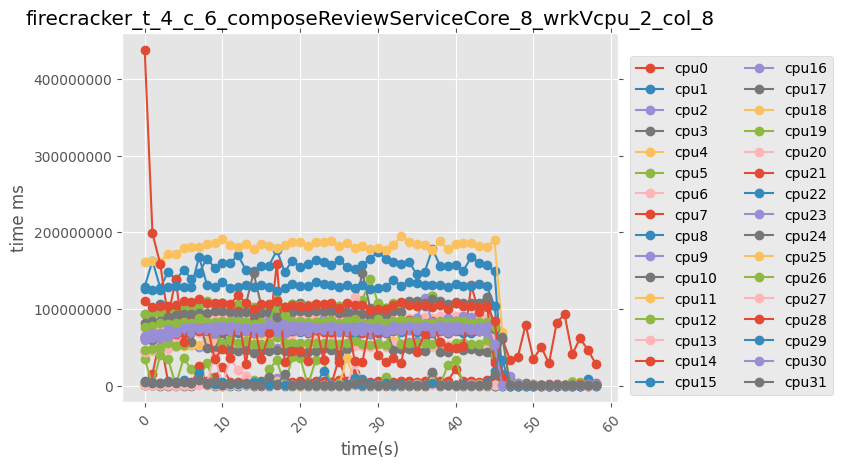 firecracker_t_4_c_6_composeReviewServiceCore_8_wrkVcpu_2_col_8
time ms
400000000
300000000
200000000
100000000
0
0
10
20
30
40
50
60
time(s)
cpu0
cpu1
cpu2
cpu3
cpu4
cpu5
cpu6
cpu7
cpu8
cpu9
cpu10
cpu11
cpu12
cpu13
cpu14
cpu15
cpu16
cpu17
cpu18
cpu19
cpu20
cpu21
cpu22
cpu23
cpu24
cpu25
cpu26
cpu27
cpu28
cpu29
cpu30
cpu31